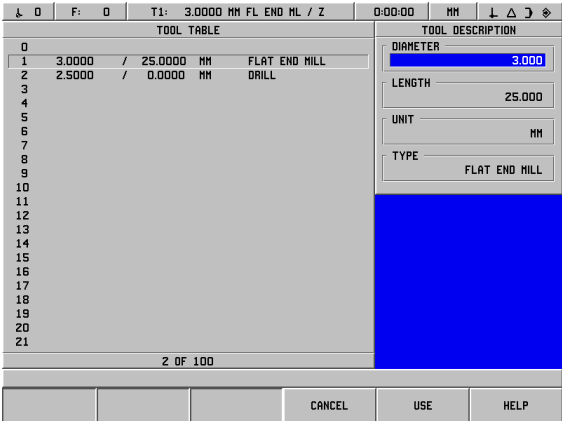 0 F: 0 T1: 3.0000 MM FL END ML / Z 0:00:00 MM
TOOL TABLE
0
1 3.0000 / 25.0000 MM FLAT END MILL
2 2.5000 / 0.0000 MM DRILL
3
4
5
6
7
8
9
10
11
12
13
14
15
16
17
18
19
20
21
2 OF 100
TOOL DESCRIPTION
DIAMETER
3.000
LENGTH
25.000
UNIT
MM
TYPE
FLAT END MILL
CANCEL USE HELP